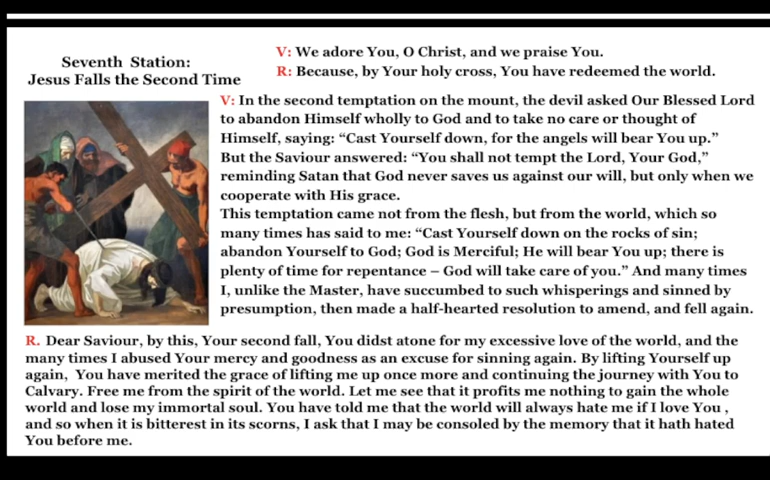 Seventh Station:
Jesus Falls the Second Time
V: We adore You, O Christ, and we praise You.
R: Because, by Your holy cross, You have redeemed the world.
V: In the second temptation on the mount, the devil asked Our Blessed Lord
to abandon Himself wholly to God and to take no care or thought of
Himself, saying: “Cast Yourself down, for the angels will bear You up.”
But the Saviour answered: “You shall not tempt the Lord, Your God,”
reminding Satan that God never saves us against our will, but only when we
cooperate with His grace.
This temptation came not from the flesh, but from the world, which so
many times has said to me: “Cast Yourself down on the rocks of sin;
abandon Yourself to God; God is Merciful; He will bear You up; there is
plenty of time for repentance – God will take care of you.” And many times
I, unlike the Master, have succumbed to such whisperings and sinned by
presumption, then made a half-hearted resolution to amend, and fell again.
R. Dear Saviour, by this, Your second fall, You didst atone for my excessive love of the world, and the
many times I abused Your mercy and goodness as an excuse for sinning again. By lifting Yourself up
again, You have merited the grace of lifting me up once more and continuing the journey with You to
Calvary. Free me from the spirit of the world. Let me see that it profits me nothing to gain the whole
world and lose my immortal soul. You have told me that the world will always hate me if I love You ,
and so when it is bitterest in its scorns, I ask that I may be consoled by the memory that it hath hated
You before me.